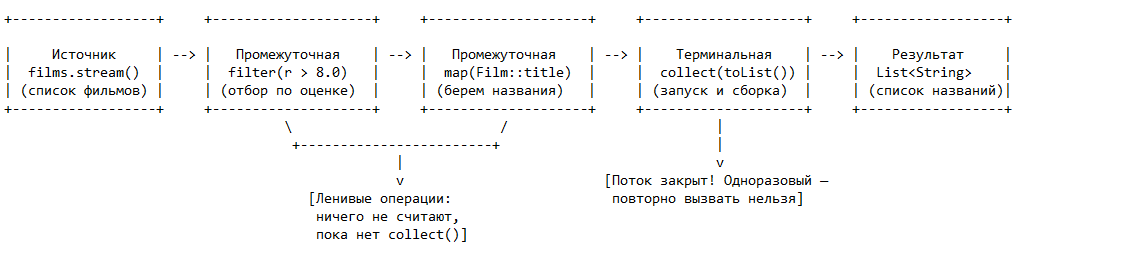 Источник --> Промежуточная --> Промежуточная --> Терминальная --> Результат
films.stream() filter(r > 8.0) map(Film::title) collect(toList()) List<String>
(список фильмов) (отбор по оценке) (берем названия) (запуск и сборка) (список названий)
v
v [Поток закрыт! Одноразовый —
[Ленивые операции: повторно вызвать нельзя]
ничего не считают,
пока нет collect()]